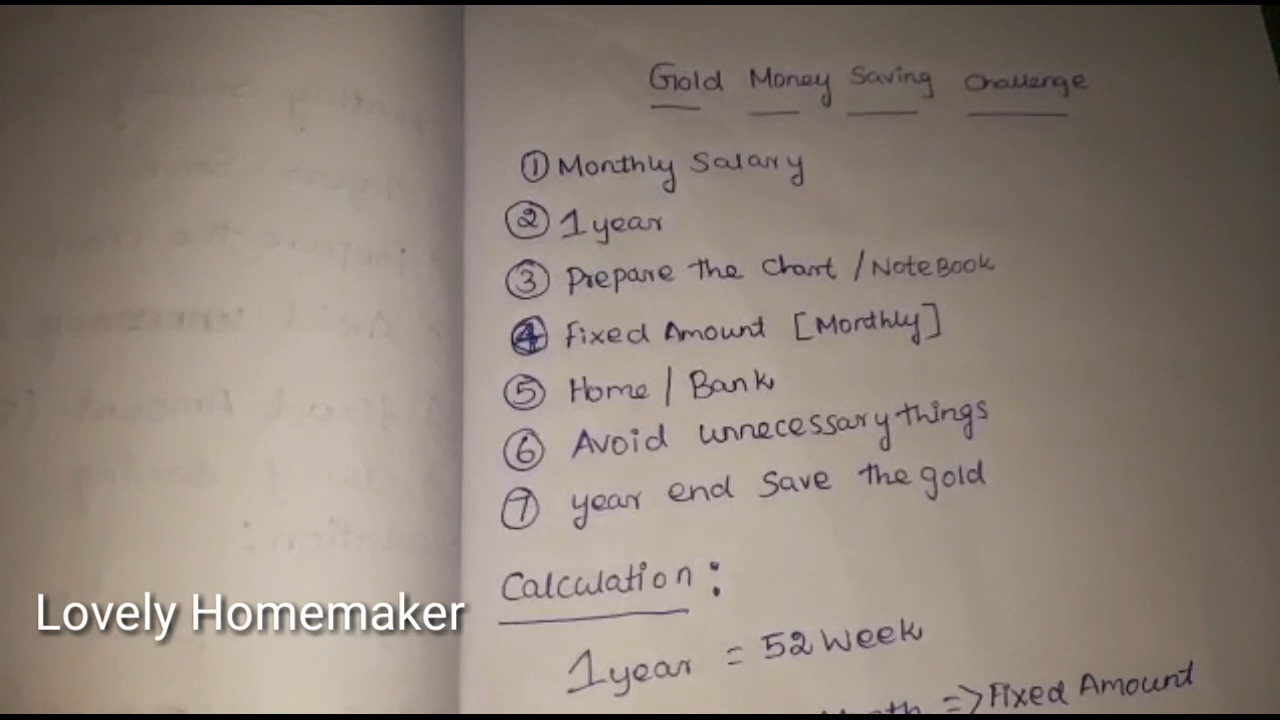 Gold Money Saving Challenge
① Monthly Salary
② 1 year
③ Prepare the Chart / NoteBook
④ Fixed Amount [Monthly]
⑤ Home / Bank
⑥ Avoid unnecessary things
⑦ year end Save the gold
Calculation :
1 year = 52 Week
=> Fixed Amount
Lovely Homemaker